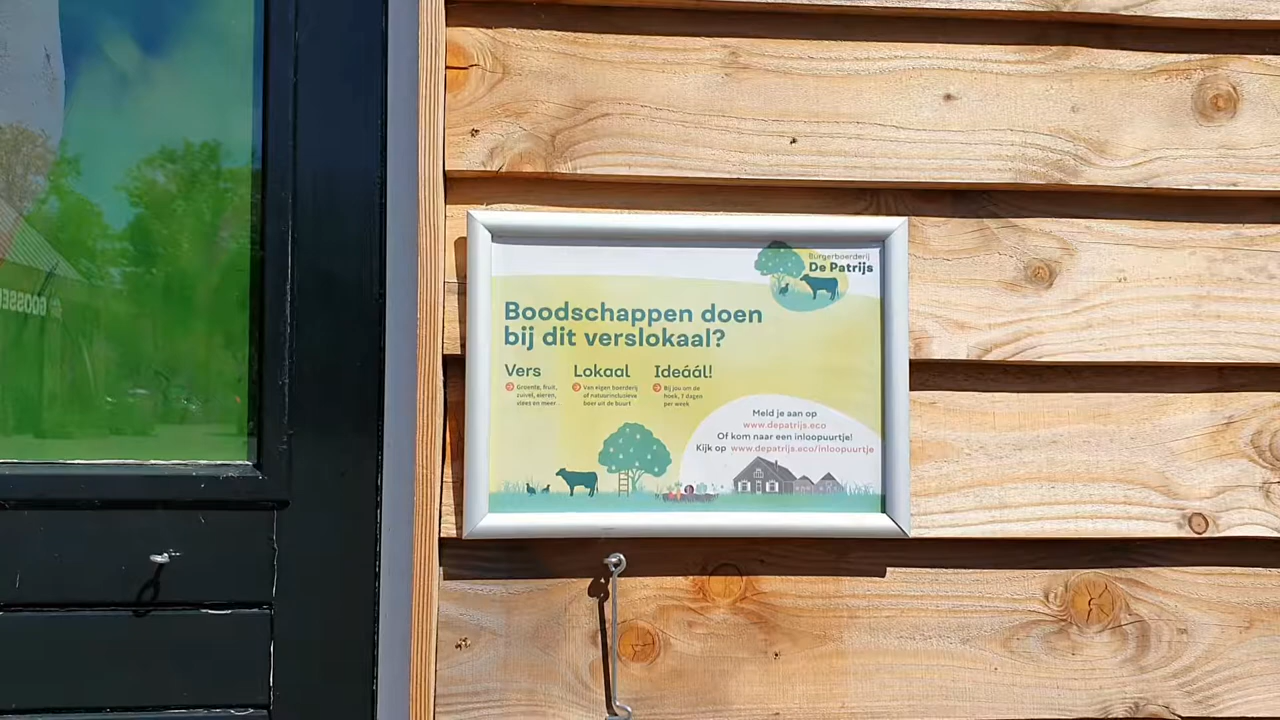 Burgerboerderij
De Patrijs
Boodschappen doen
bij dit verslokaal?
Vers
Groente, fruit,
zuivel, eieren,
vlees en meer
Lokaal
Van eigen boerderij
of natuurinclusieve
boer uit de buurt
Ideáál!
Bij jou om de
hoek, 7 dagen
per week
Meld je aan op
www.depatrijs.eco
Of kom naar een inloopuurtje!
Kijk op www.depatrijs.eco/inloopuurtje